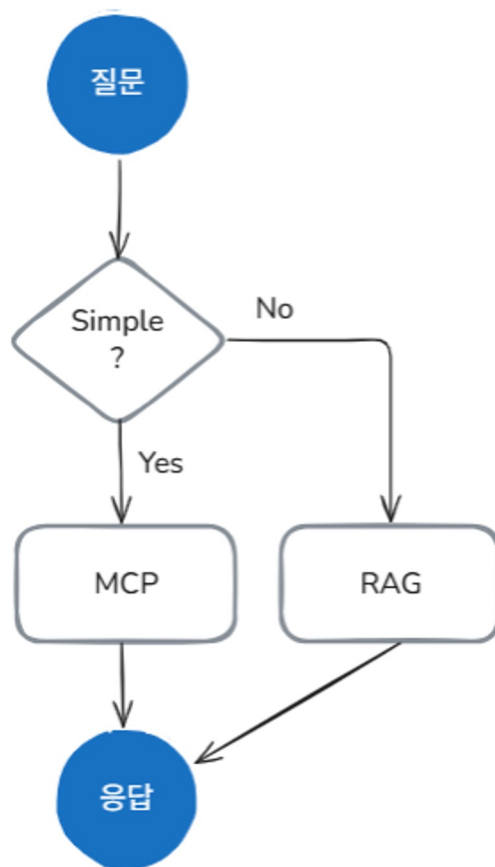 질문
Simple
?
No
Yes
MCP
RAG
응답